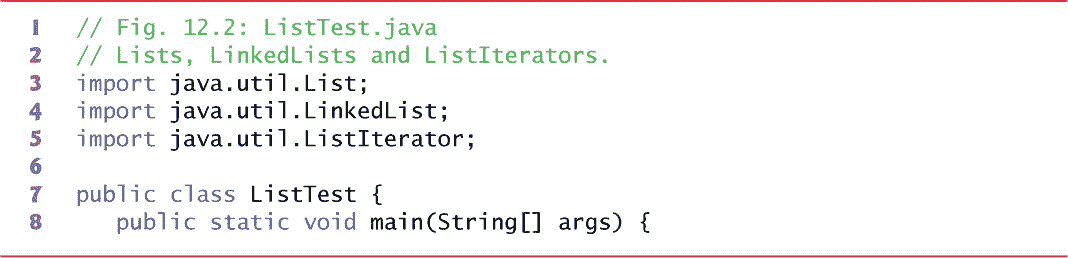 1 // Fig. 12.2: ListTest.java
2 // Lists, LinkedLists and ListIterators.
3 import java.util.List;
4 import java.util.LinkedList;
5 import java.util.ListIterator;
6
7 public class ListTest {
8 public static void main(String[] args) {